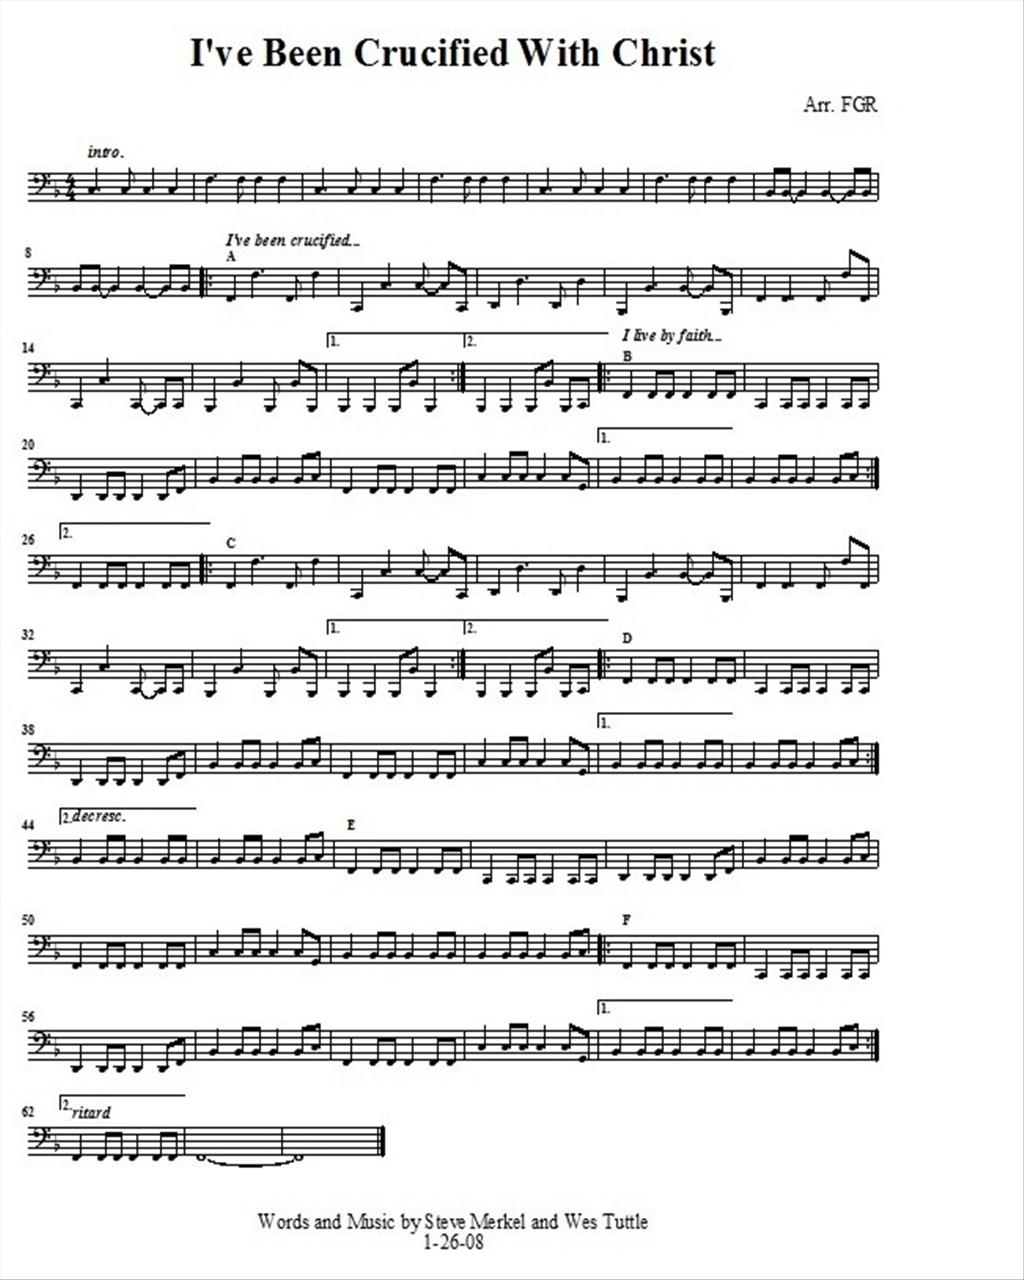 I've Been Crucified With Christ
Arr. FGR
intro.
4
4
8
I've been crucified...
A
14
1.
2.
I live by faith...
B
20
1.
26
2.
C
32
1.
2.
D
38
1.
44
2.
decresc.
E
50
F
56
1.
62
2.
ritard
Words and Music by Steve Merkel and Wes Tuttle
1-26-08